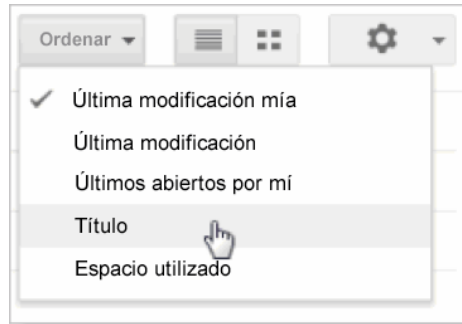 Ordenar
Última modificación mía
Última modificación
Últimos abiertos por mí
Título
Espacio utilizado